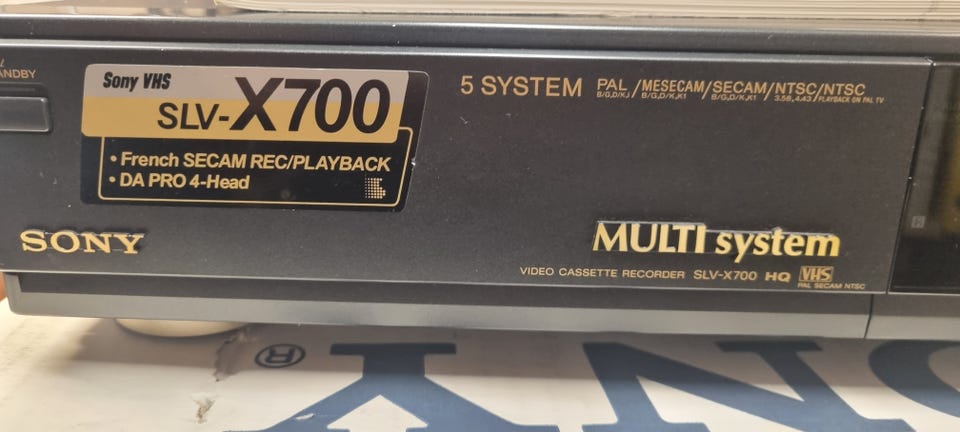 ANDBY
Sony VHS
SLV-X700
• French SECAM REC/PLAYBACK
• DA PRO 4-Head
5 SYSTEM PAL/MESECAM/SECAM/NTSC/NTSC
B/G,D/K,I B/G,D/K,K1 B/G,D/K,K1 3.58,4.43 PLAYBACK ON PAL TV
SONY
MULTI system
VIDEO CASSETTE RECORDER SLV-X700 HQ VHS
PAL SECAM NTSC
® ONY